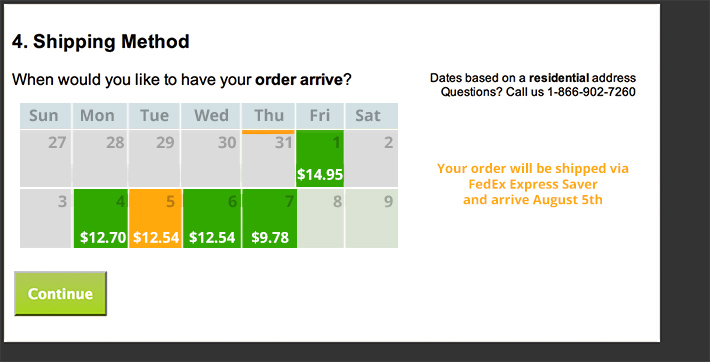 4. Shipping Method
When would you like to have your order arrive?
Dates based on a residential address
Questions? Call us 1-866-902-7260
Sun Mon Tue Wed Thu Fri Sat
27 28 29 30 31 1 2
$14.95
Your order will be shipped via
FedEx Express Saver
and arrive August 5th
3 4 5 6 7 8 9
$12.70 $12.54 $12.54 $9.78
Continue